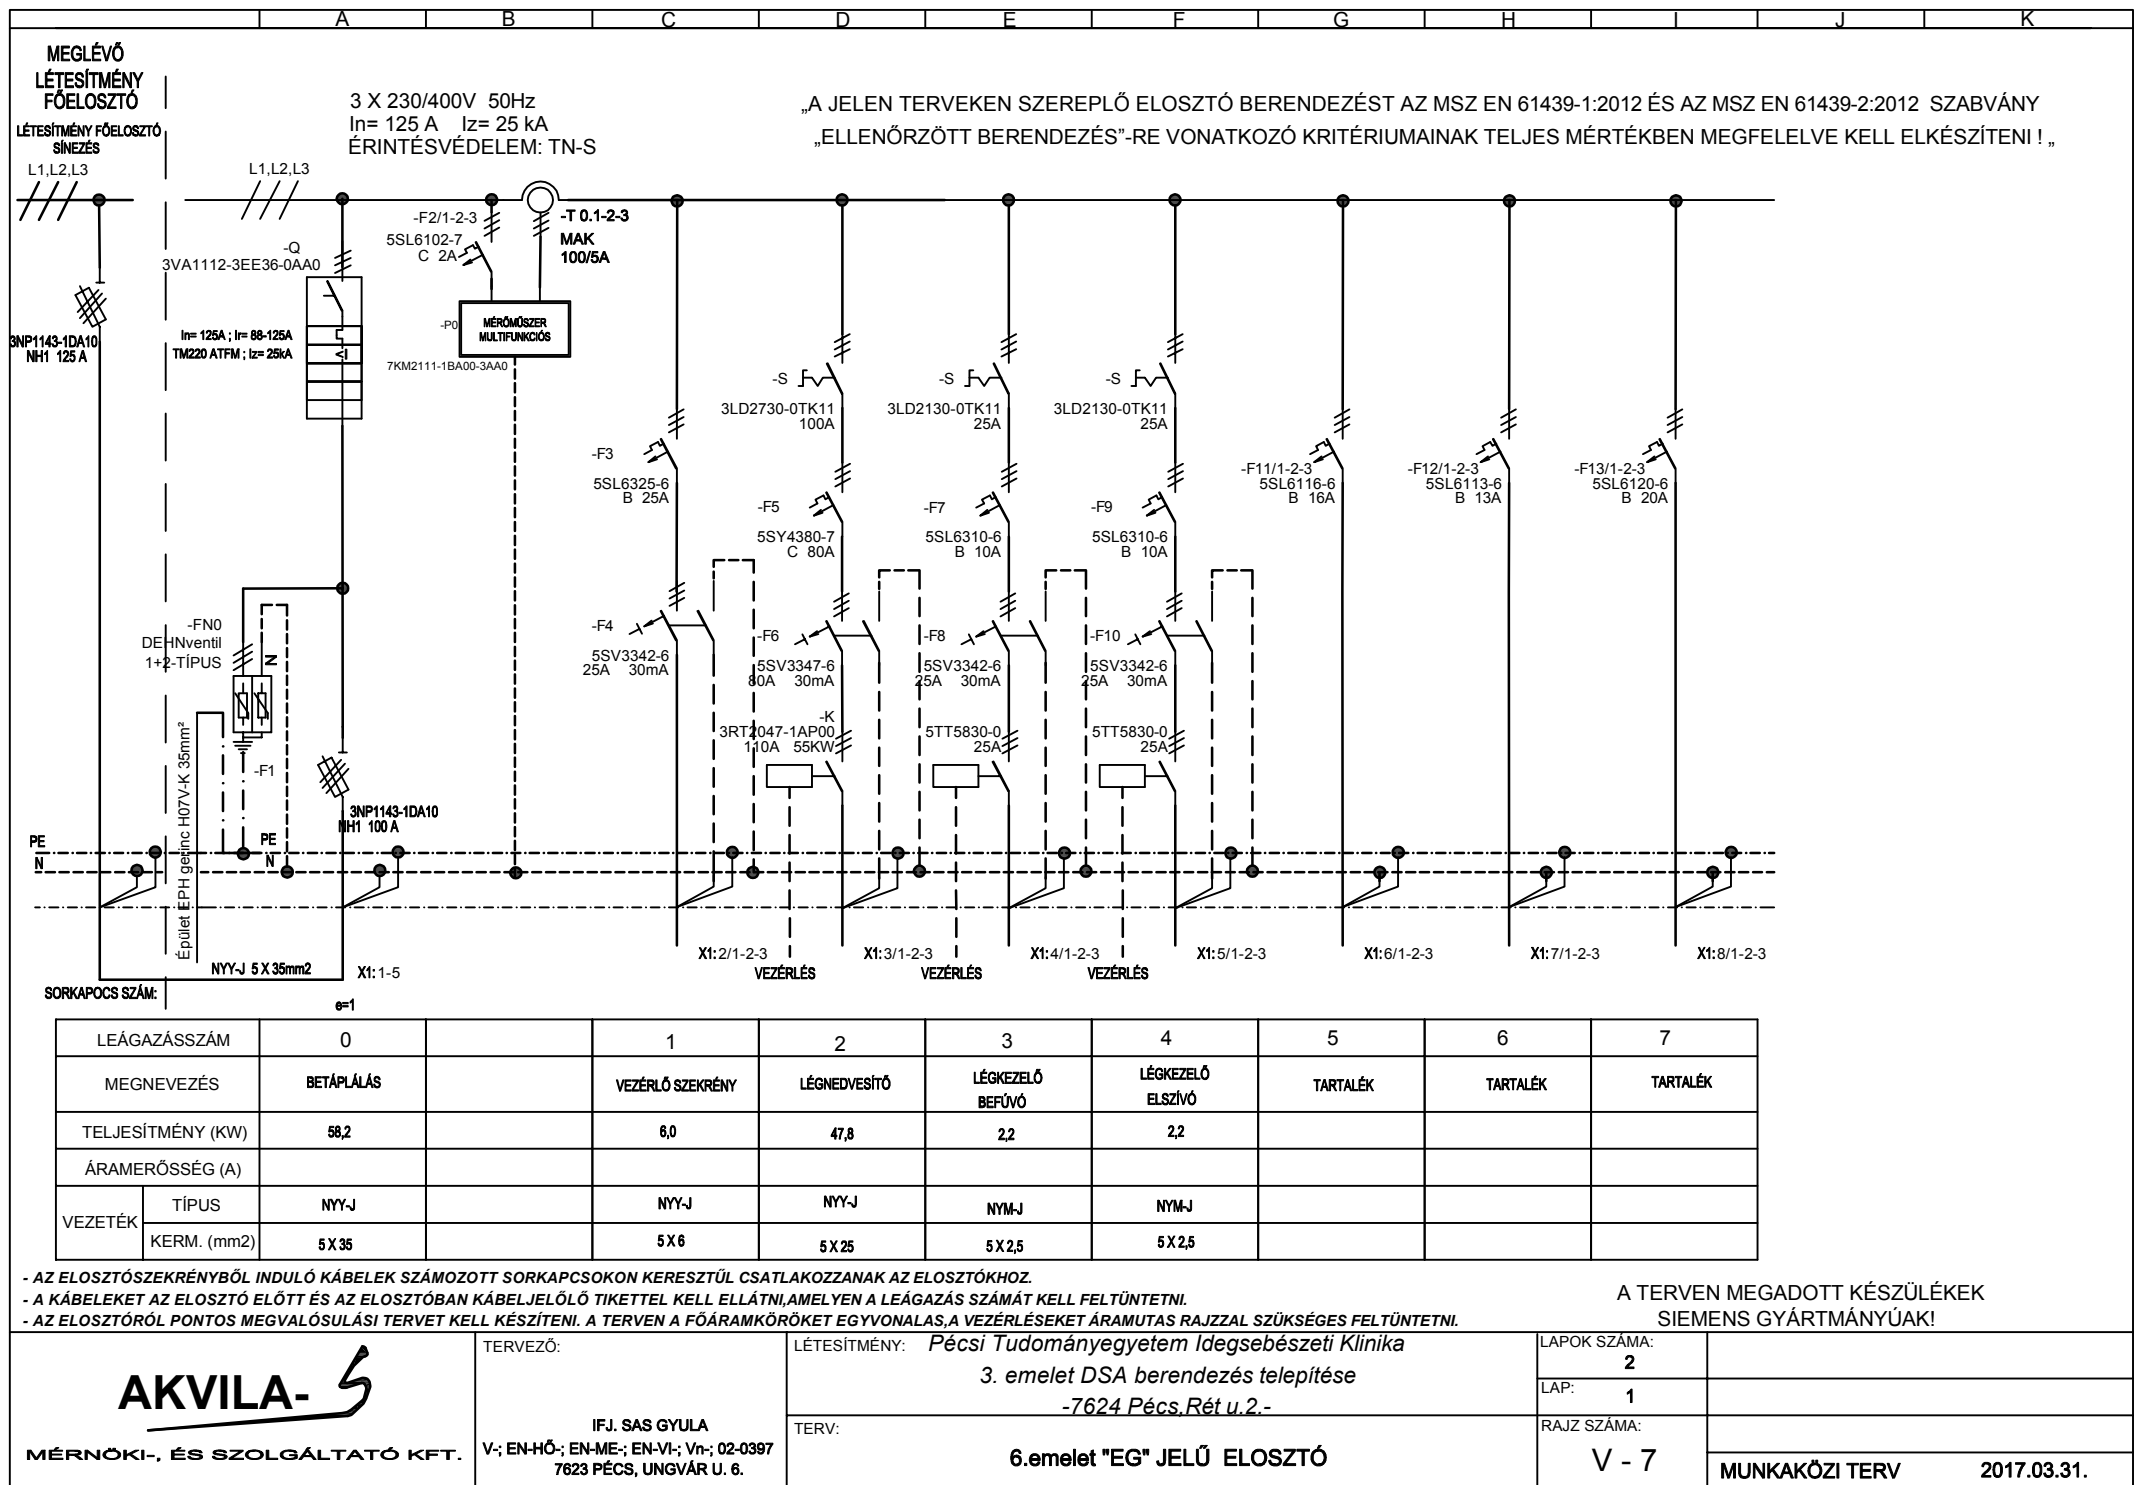 A B C D E F G H I J K
MEGLÉVŐ
LÉTESÍTMÉNY
FŐELOSZTÓ
LÉTESÍTMÉNY FŐELOSZTÓ
SÍNEZÉS
L1,L2,L3
L1,L2,L3
3 X 230/400V 50Hz
In= 125 A Iz= 25 kA
ÉRINTÉSVÉDELEM: TN-S
„A JELEN TERVEKEN SZEREPLŐ ELOSZTÓ BERENDEZÉST AZ MSZ EN 61439-1:2012 ÉS AZ MSZ EN 61439-2:2012 SZABVÁNY
„ELLENŐRZÖTT BERENDEZÉS”-RE VONATKOZÓ KRITÉRIUMAINAK TELJES MÉRTÉKBEN MEGFELELVE KELL ELKÉSZÍTENI ! „
-Q
3VA1112-3EE36-0AA0
In= 125A ; Ir= 88-125A
TM220 ATFM ; Iz= 25kA
3NP1143-1DA10
NH1 125 A
-F2/1-2-3
5SL6102-7
C 2A
-T 0.1-2-3
MAK
100/5A
-P0
MÉRŐMŰSZER
MULTIFUNKCIÓS
7KM2111-1BA00-3AA0
-S
3LD2730-0TK11
100A
-S
3LD2130-0TK11
25A
-S
3LD2130-0TK11
25A
-F3
5SL6325-6
B 25A
-F5
5SY4380-7
C 80A
-F7
5SL6310-6
B 10A
-F9
5SL6310-6
B 10A
-F11/1-2-3
5SL6116-6
B 16A
-F12/1-2-3
5SL6113-6
B 13A
-F13/1-2-3
5SL6120-6
B 20A
-F4
5SV3342-6
25A 30mA
-F6
5SV3347-6
80A 30mA
-F8
5SV3342-6
25A 30mA
-F10
5SV3342-6
25A 30mA
-K
3RT2047-1AP00
110A 55KW
5TT5830-0
25A
5TT5830-0
25A
-FN0
DEHNventil
1+2-TÍPUS
N
-F1
3NP1143-1DA10
NH1 100 A
Épület EPH gerinc H07V-K 35mm²
PE
N
PE
N
NYY-J 5 X 35mm2
X1:1-5
X1:2/1-2-3
X1:3/1-2-3
X1:4/1-2-3
X1:5/1-2-3
X1:6/1-2-3
X1:7/1-2-3
X1:8/1-2-3
VEZÉRLÉS
VEZÉRLÉS
VEZÉRLÉS
SORKAPOCS SZÁM:
e=1
LEÁGAZÁSSZÁM 0 1 2 3 4 5 6 7
MEGNEVEZÉS BETÁPLÁLÁS VEZÉRLŐ SZEKRÉNY LÉGNEDVESÍTŐ LÉGKEZELŐ BEFÚVÓ LÉGKEZELŐ ELSZÍVÓ TARTALÉK TARTALÉK TARTALÉK
TELJESÍTMÉNY (KW) 58,2 6,0 47,8 2,2 2,2
ÁRAMERŐSSÉG (A)
VEZETÉK TÍPUS NYY-J NYY-J NYY-J NYM-J NYM-J
KERM. (mm2) 5 X 35 5 X 6 5 X 25 5 X 2,5 5 X 2,5
- AZ ELOSZTÓSZEKRÉNYBŐL INDULÓ KÁBELEK SZÁMOZOTT SORKAPCSOKON KERESZTŰL CSATLAKOZZANAK AZ ELOSZTÓKHOZ.
- A KÁBELEKET AZ ELOSZTÓ ELŐTT ÉS AZ ELOSZTÓBAN KÁBELJELÖLŐ TIKETTEL KELL ELLÁTNI,AMELYEN A LEÁGAZÁS SZÁMÁT KELL FELTÜNTETNI.
- AZ ELOSZTÓRÓL PONTOS MEGVALÓSULÁSI TERVET KELL KÉSZÍTENI. A TERVEN A FŐÁRAMKÖRÖKET EGYVONALAS,A VEZÉRLÉSEKET ÁRAMUTAS RAJZZAL SZÜKSÉGES FELTÜNTETNI.
A TERVEN MEGADOTT KÉSZÜLÉKEK
SIEMENS GYÁRTMÁNYÚAK!
AKVILA-S
MÉRNÖKI-, ÉS SZOLGÁLTATÓ KFT.
TERVEZŐ:
IFJ. SAS GYULA
V-; EN-HŐ-; EN-ME-; EN-VI-; Vn-; 02-0397
7623 PÉCS, UNGVÁR U. 6.
LÉTESÍTMÉNY: Pécsi Tudományegyetem Idegsebészeti Klinika
3. emelet DSA berendezés telepítése
-7624 Pécs,Rét u.2.-
TERV:
6.emelet "EG" JELŰ ELOSZTÓ
LAPOK SZÁMA:
2
LAP: 1
RAJZ SZÁMA:
V - 7
MUNKAKÖZI TERV 2017.03.31.